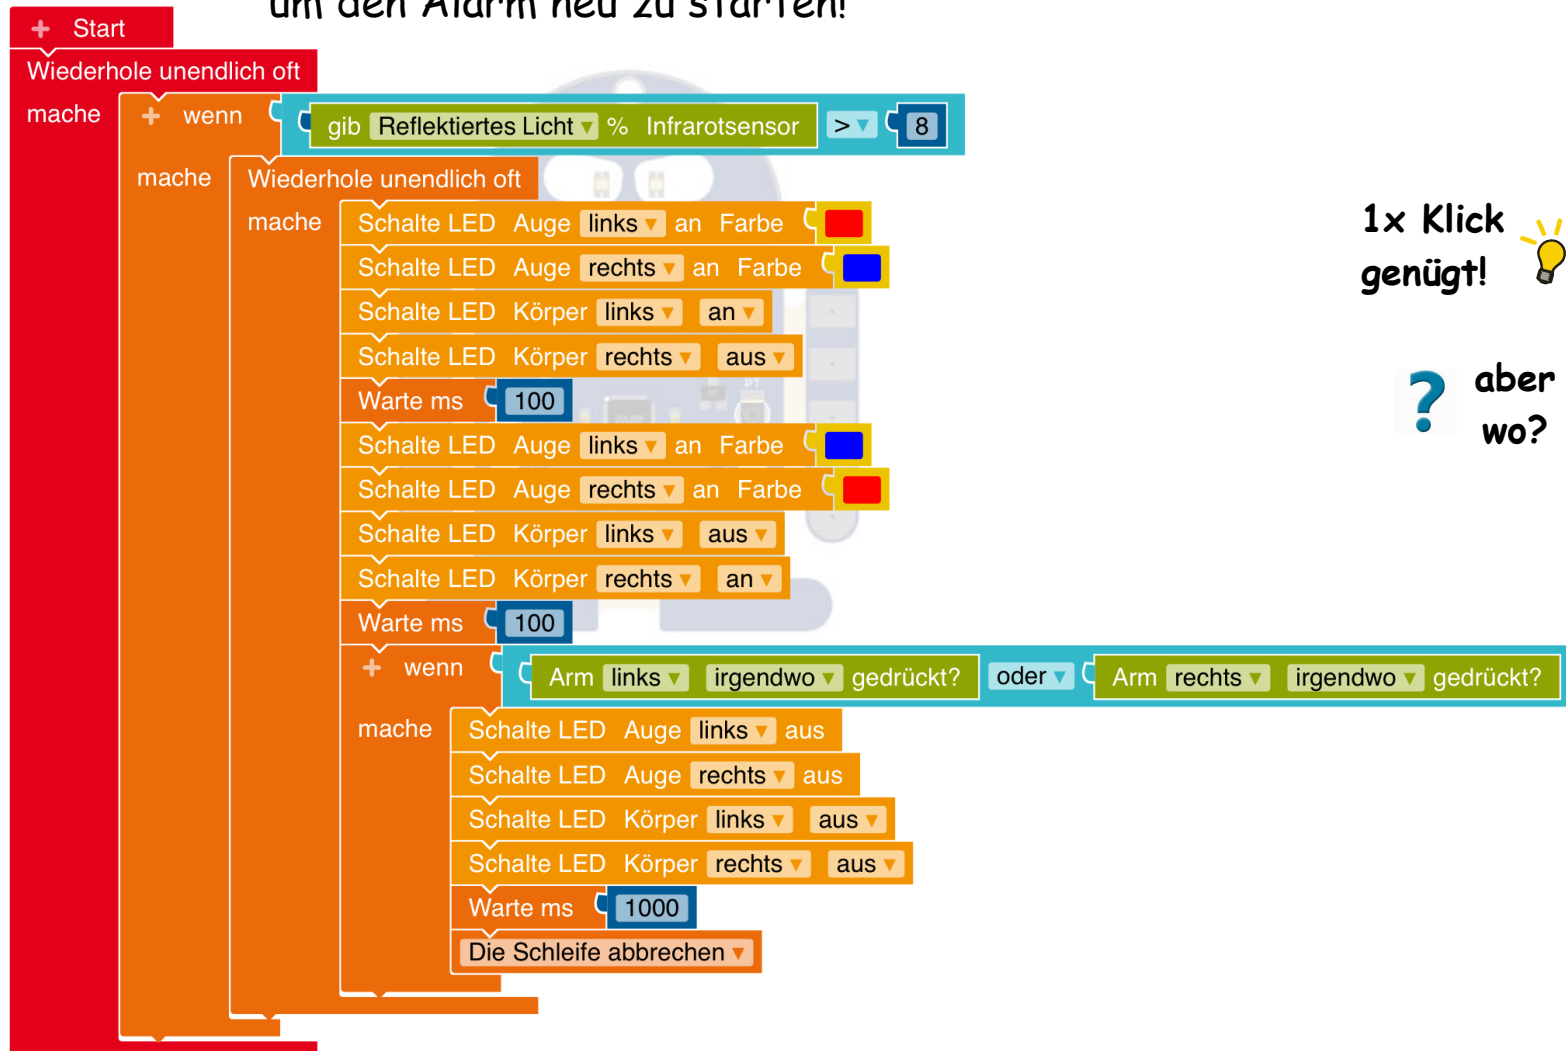 um den Alarm neu zu starten!
+ Start
Wiederhole unendlich oft
mache + wenn gib Reflektiertes Licht % Infrarotsensor > 8
mache Wiederhole unendlich oft
mache Schalte LED Auge links an Farbe
Schalte LED Auge rechts an Farbe
Schalte LED Körper links an
Schalte LED Körper rechts aus
Warte ms 100
Schalte LED Auge links an Farbe
Schalte LED Auge rechts an Farbe
Schalte LED Körper links aus
Schalte LED Körper rechts an
Warte ms 100
+ wenn Arm links irgendwo gedrückt? oder Arm rechts irgendwo gedrückt?
mache Schalte LED Auge links aus
Schalte LED Auge rechts aus
Schalte LED Körper links aus
Schalte LED Körper rechts aus
Warte ms 1000
Die Schleife abbrechen
1x Klick
genügt!
? aber
wo?